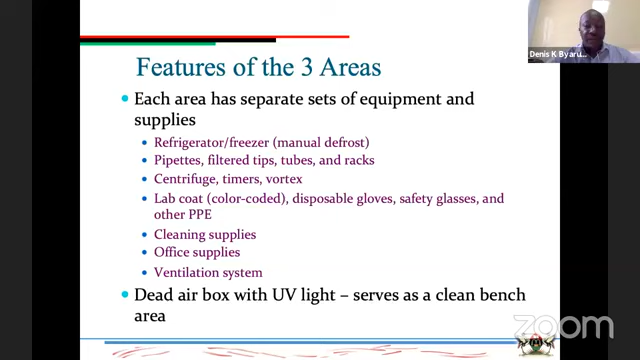 Denis K Byaru...
Features of the 3 Areas
• Each area has separate sets of equipment and
supplies
• Refrigerator/freezer (manual defrost)
• Pipettes, filtered tips, tubes, and racks
• Centrifuge, timers, vortex
• Lab coat (color-coded), disposable gloves, safety glasses, and
other PPE
• Cleaning supplies
• Office supplies
• Ventilation system
• Dead air box with UV light – serves as a clean bench
area
zoom